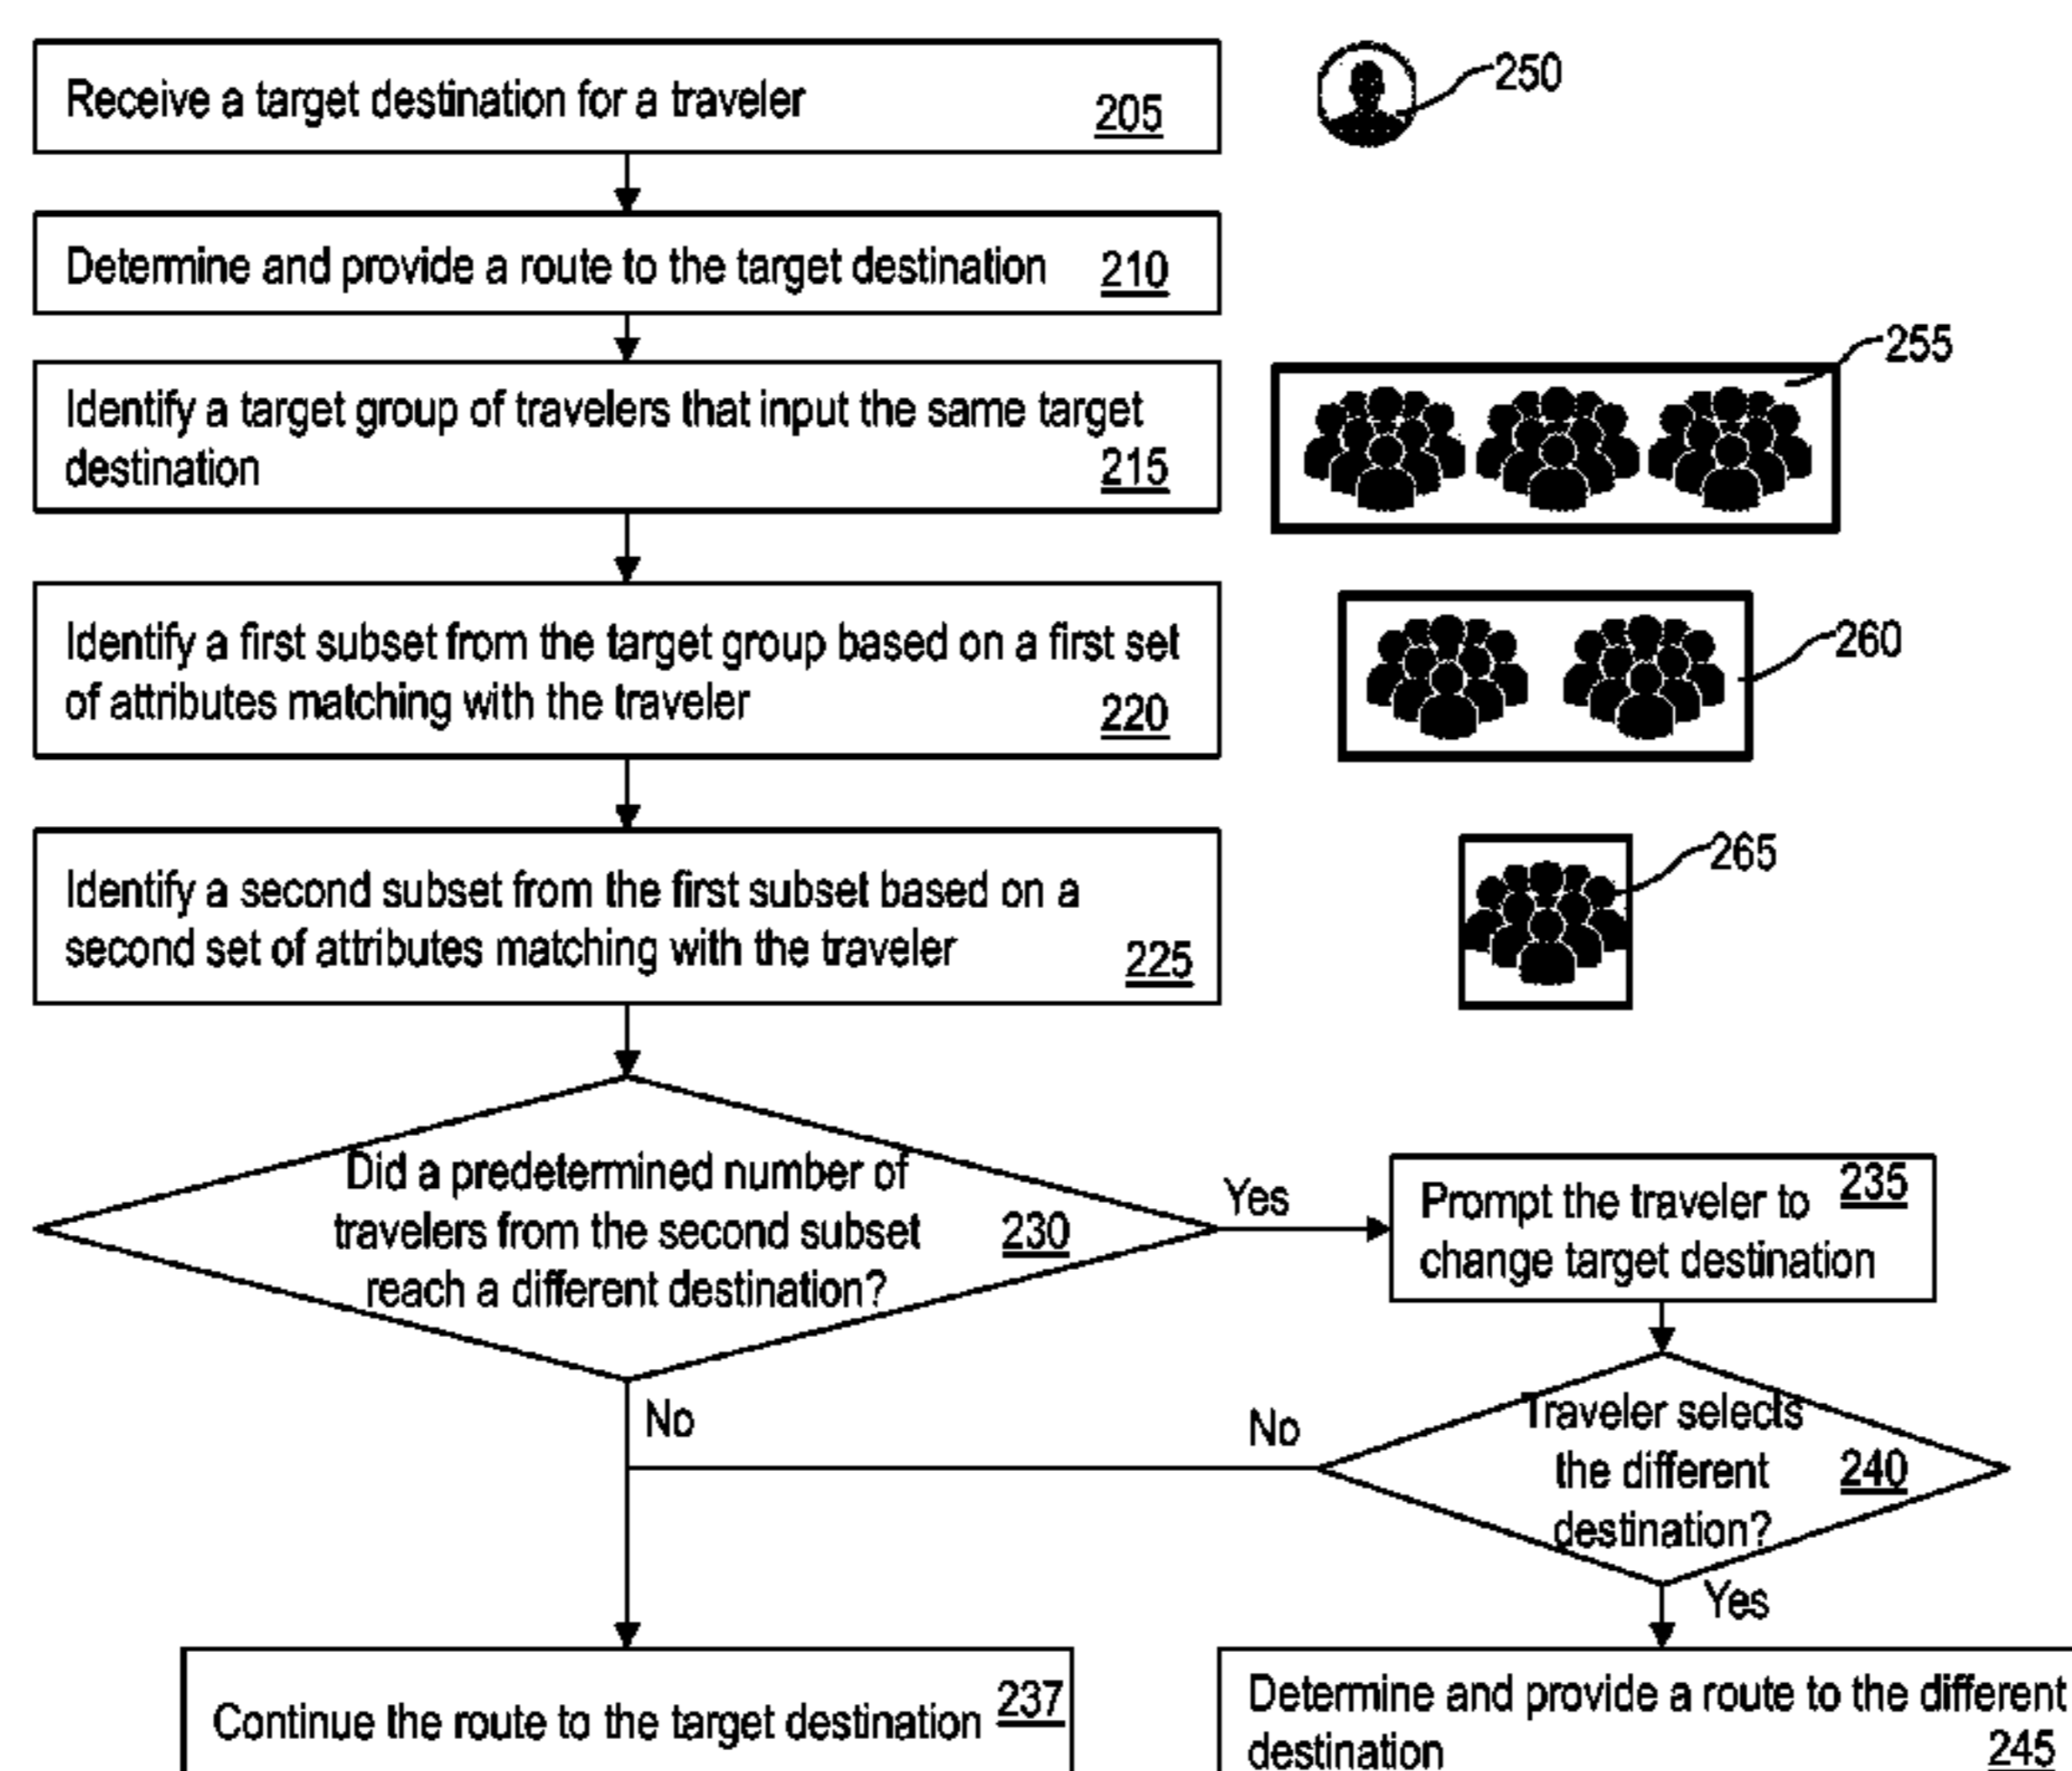 Receive a target destination for a traveler
205
250
Determine and provide a route to the target destination
210
Identify a target group of travelers that input the same target
destination
215
255
Identify a first subset from the target group based on a first set
of attributes matching with the traveler
220
260
Identify a second subset from the first subset based on a
second set of attributes matching with the traveler
225
265
Did a predetermined number of
travelers from the second subset
reach a different destination?
230
Yes
Prompt the traveler to
change target destination
235
No
No
Traveler selects
the different
destination?
240
Yes
Continue the route to the target destination
237
Determine and provide a route to the different
destination
245